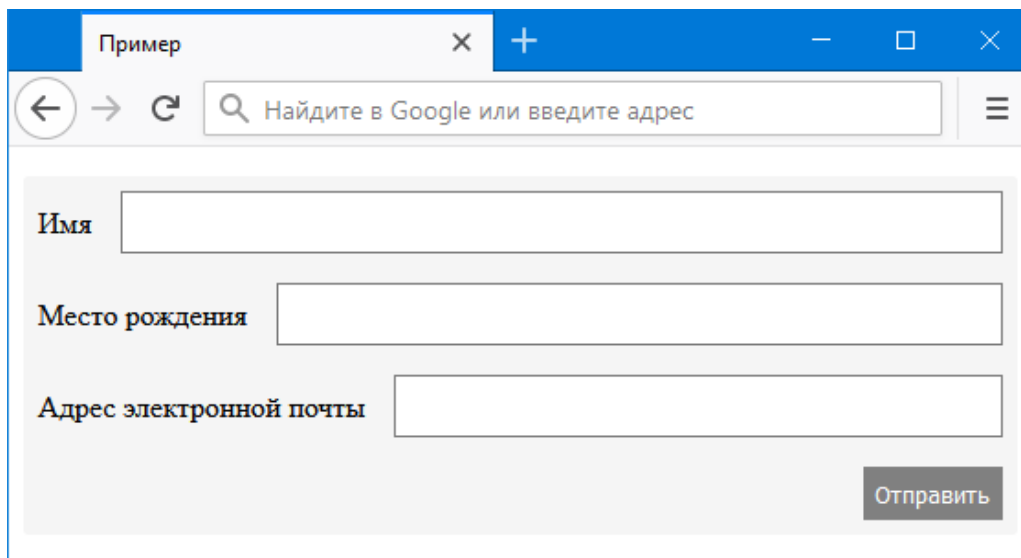 Пример
Найдите в Google или введите адрес
Имя
Место рождения
Адрес электронной почты
Отправить